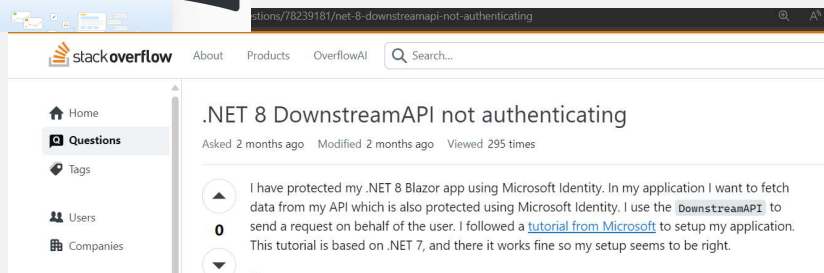 stions/78239181/net-8-downstreamapi-not-authenticating
stackoverflow About Products OverflowAI Search...
Home
Questions
Tags
Users
Companies
.NET 8 DownstreamAPI not authenticating
Asked 2 months ago Modified 2 months ago Viewed 295 times
I have protected my .NET 8 Blazor app using Microsoft Identity. In my application I want to fetch
data from my API which is also protected using Microsoft Identity. I use the DownstreamAPI to
0
send a request on behalf of the user. I followed a tutorial from Microsoft to setup my application.
This tutorial is based on .NET 7, and there it works fine so my setup seems to be right.